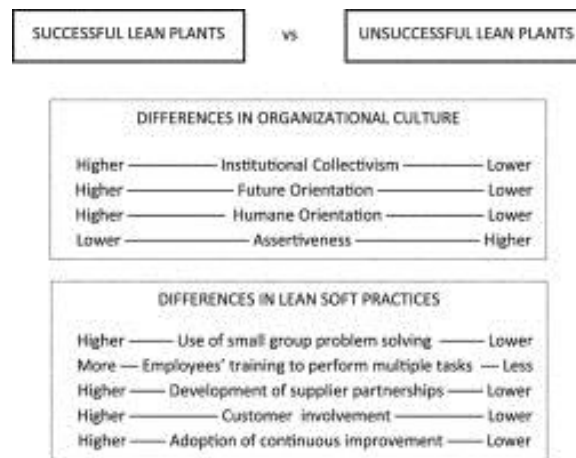 SUCCESSFUL LEAN PLANTS vs UNSUCCESSFUL LEAN PLANTS
DIFFERENCES IN ORGANIZATIONAL CULTURE
Higher Institutional Collectivism Lower
Higher Future Orientation Lower
Higher Humane Orientation Lower
Lower Assertiveness Higher
DIFFERENCES IN LEAN SOFT PRACTICES
Higher Use of small group problem solving Lower
More Employees' training to perform multiple tasks Less
Higher Development of supplier partnerships Lower
Higher Customer involvement Lower
Higher Adoption of continuous improvement Lower